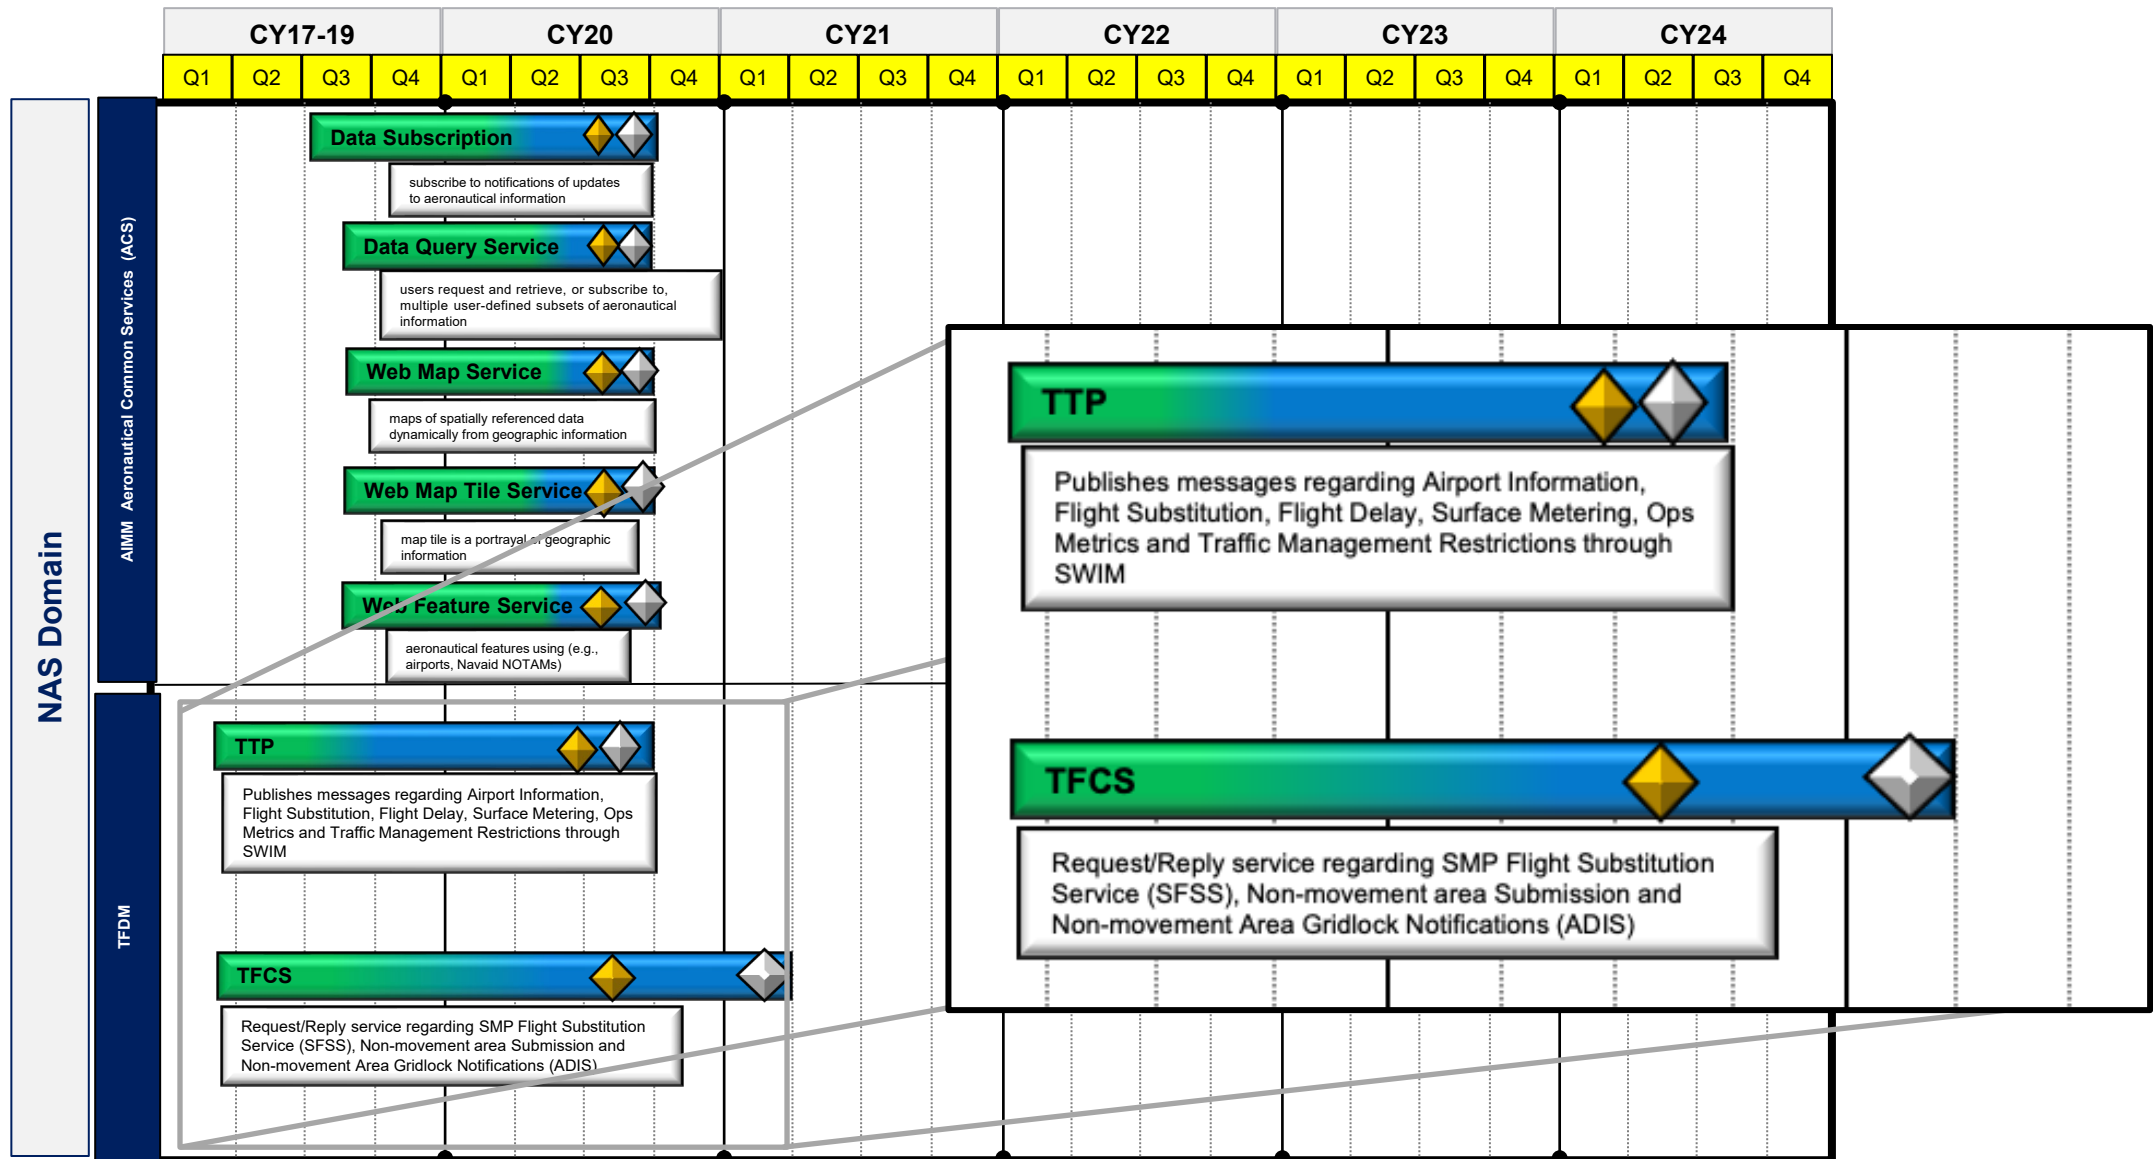 CY17-19 CY20 CY21 CY22 CY23 CY24
Q1 Q2 Q3 Q4 Q1 Q2 Q3 Q4 Q1 Q2 Q3 Q4 Q1 Q2 Q3 Q4 Q1 Q2 Q3 Q4 Q1 Q2 Q3 Q4
NAS Domain
AIMM Aeronautical Common Services (ACS)
Data Subscription
subscribe to notifications of updates
to aeronautical information
Data Query Service
users request and retrieve, or subscribe to,
multiple user-defined subsets of aeronautical
information
Web Map Service
maps of spatially referenced data
dynamically from geographic information
Web Map Tile Service
map tile is a portrayal of geographic
information
Web Feature Service
aeronautical features using (e.g.,
airports, Navaid NOTAMs)
TFDM
TTP
Publishes messages regarding Airport Information,
Flight Substitution, Flight Delay, Surface Metering, Ops
Metrics and Traffic Management Restrictions through
SWIM
TFCS
Request/Reply service regarding SMP Flight Substitution
Service (SFSS), Non-movement area Submission and
Non-movement Area Gridlock Notifications (ADIS)
TTP
Publishes messages regarding Airport Information,
Flight Substitution, Flight Delay, Surface Metering, Ops
Metrics and Traffic Management Restrictions through
SWIM
TFCS
Request/Reply service regarding SMP Flight Substitution
Service (SFSS), Non-movement area Submission and
Non-movement Area Gridlock Notifications (ADIS)